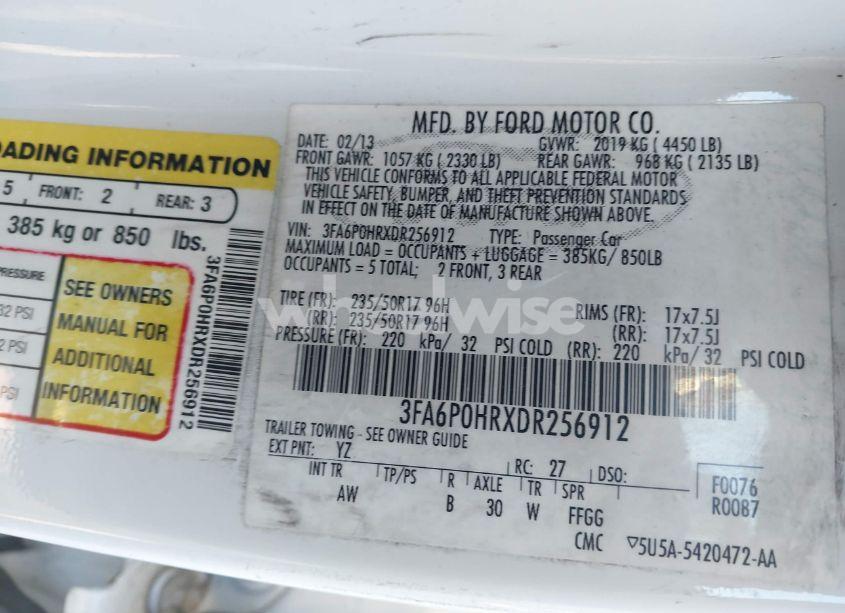 OADING INFORMATION
5 FRONT: 2 REAR: 3
385 kg or 850 lbs.
PRESSURE
32 PSI
2 PSI
PSI
SEE OWNERS
MANUAL FOR
ADDITIONAL
INFORMATION
3FA6P0HRXDR256912
MFD. BY FORD MOTOR CO.
DATE: 02/13 GVWR: 2019 KG ( 4450 LB)
FRONT GAWR: 1057 KG ( 2330 LB) REAR GAWR: 968 KG ( 2135 LB)
THIS VEHICLE CONFORMS TO ALL APPLICABLE FEDERAL MOTOR
VEHICLE SAFETY, BUMPER, AND THEFT PREVENTION STANDARDS
IN EFFECT ON THE DATE OF MANUFACTURE SHOWN ABOVE.
VIN: 3FA6P0HRXDR256912 TYPE: Passenger Car
MAXIMUM LOAD = OCCUPANTS + LUGGAGE = 385KG/ 850LB
OCCUPANTS = 5 TOTAL; 2 FRONT, 3 REAR
TIRE (FR): 235/50R17 96H RIMS (FR): 17x7.5J
(RR): 235/50R17 96H (RR): 17x7.5J
PRESSURE (FR): 220 kPa/ 32 PSI COLD (RR): 220 kPa/ 32 PSI COLD
3FA6P0HRXDR256912
TRAILER TOWING - SEE OWNER GUIDE
EXT PNT: YZ RC: 27 DSO:
INT TR TP/PS R AXLE TR SPR F0076
AW B 30 W FFGG R0087
CMC ▽5U5A-5420472-AA
wheelwise